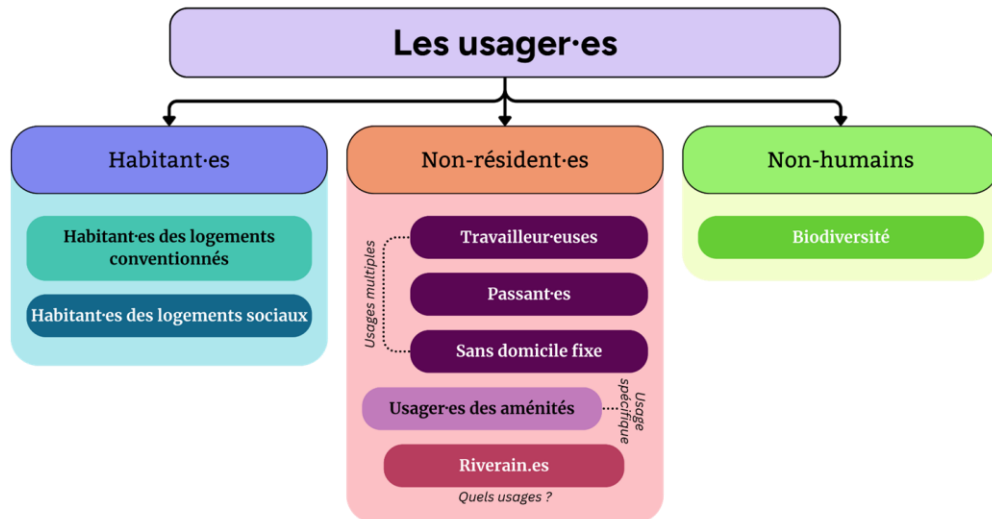 Les usager·es
Habitant·es
Non-résident·es
Non-humains
Habitant·es des logements
conventionnés
Habitant·es des logements sociaux
Usages multiples
Travailleur·euses
Passant·es
Sans domicile fixe
Usager·es des aménités
Usage
spécifique
Riverain.es
Quels usages ?
Biodiversité